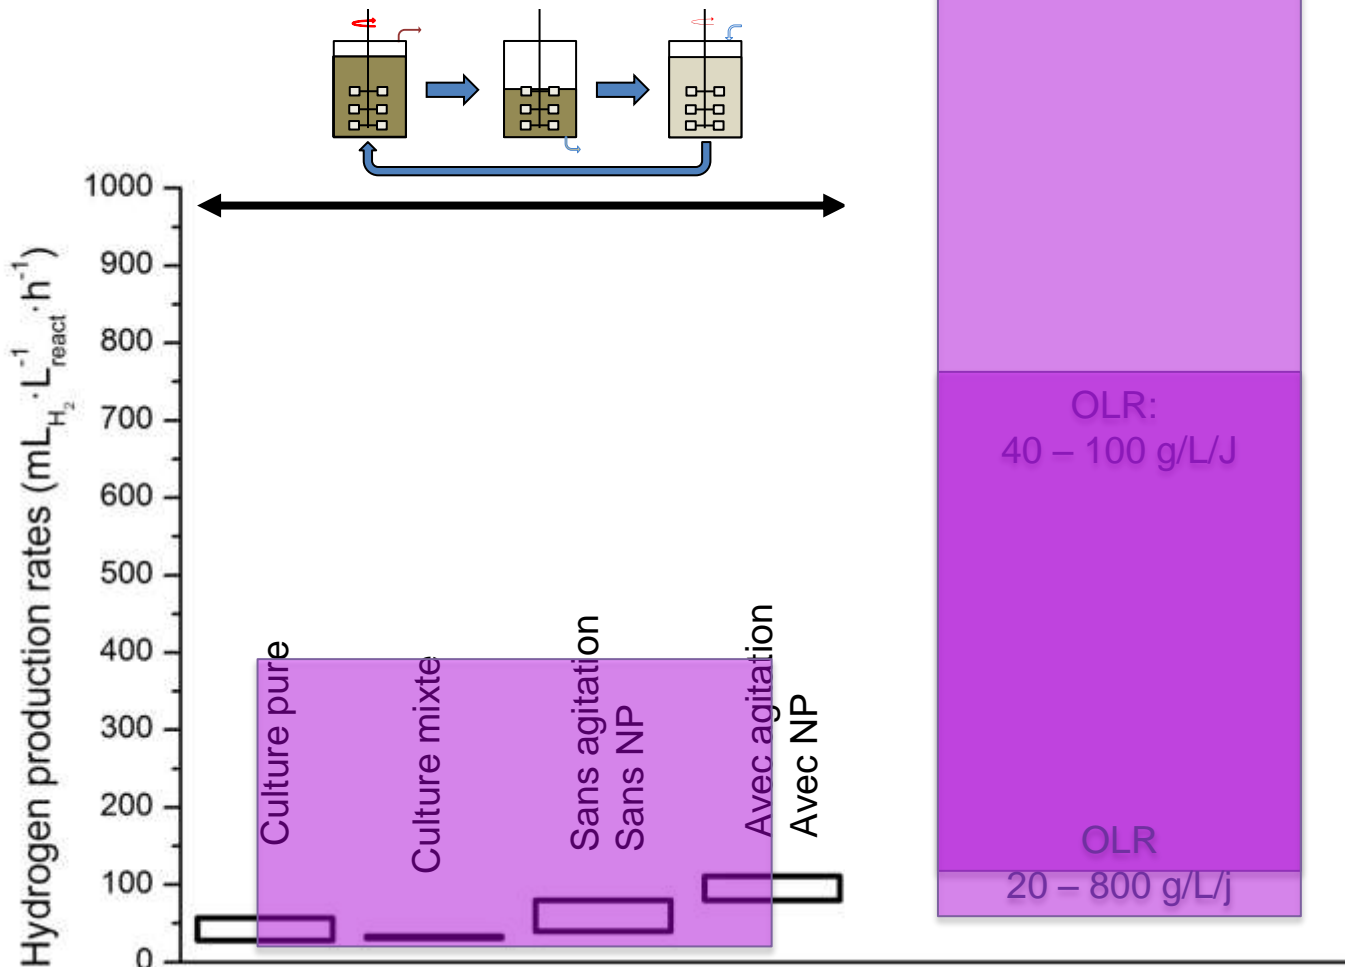 1000
900
800
700
600
500
400
300
200
100
0
Hydrogen production rates (mL H₂·L⁻¹ react·h⁻¹)
Culture pure
Culture mixte
Sans agitation
Sans NP
Avec agitation
Avec NP
OLR:
40 – 100 g/L/J
OLR
20 – 800 g/L/j